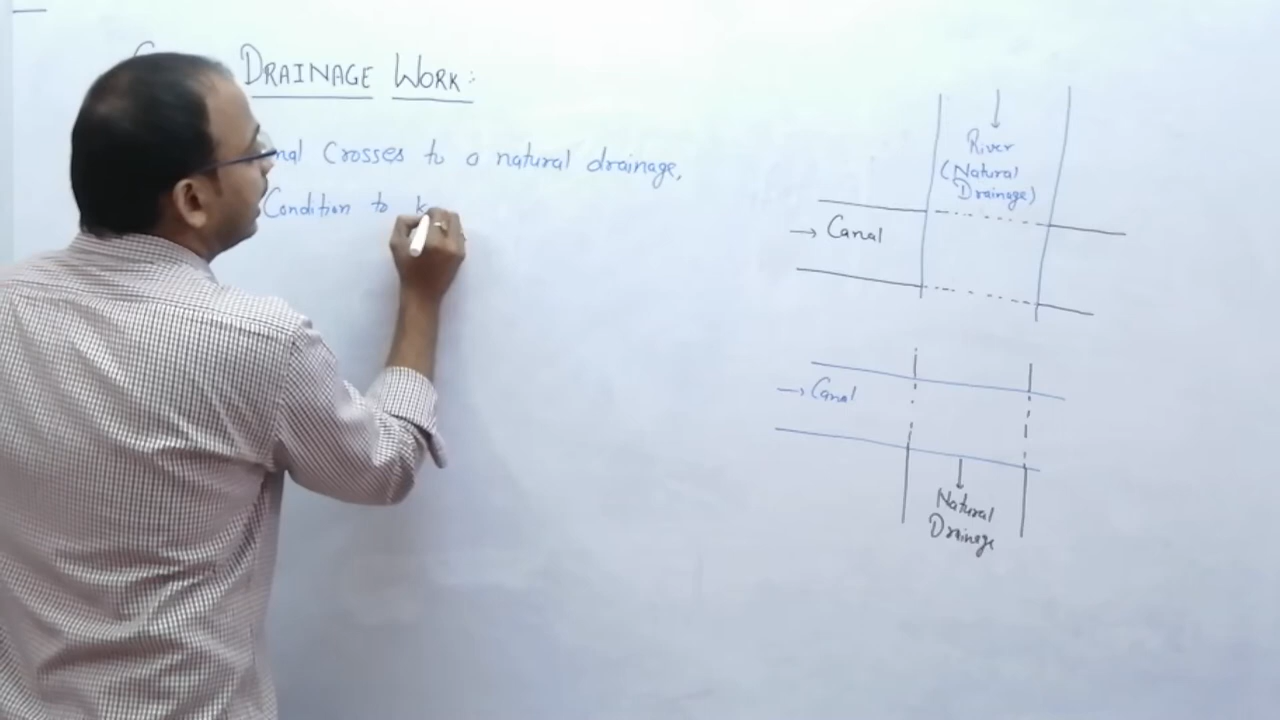 DRAINAGE WORK:
Crosses to a natural drainage,
Condition to
River
(Natural
Drainage)
→ Canal
→ Canal
Natural
Drainage